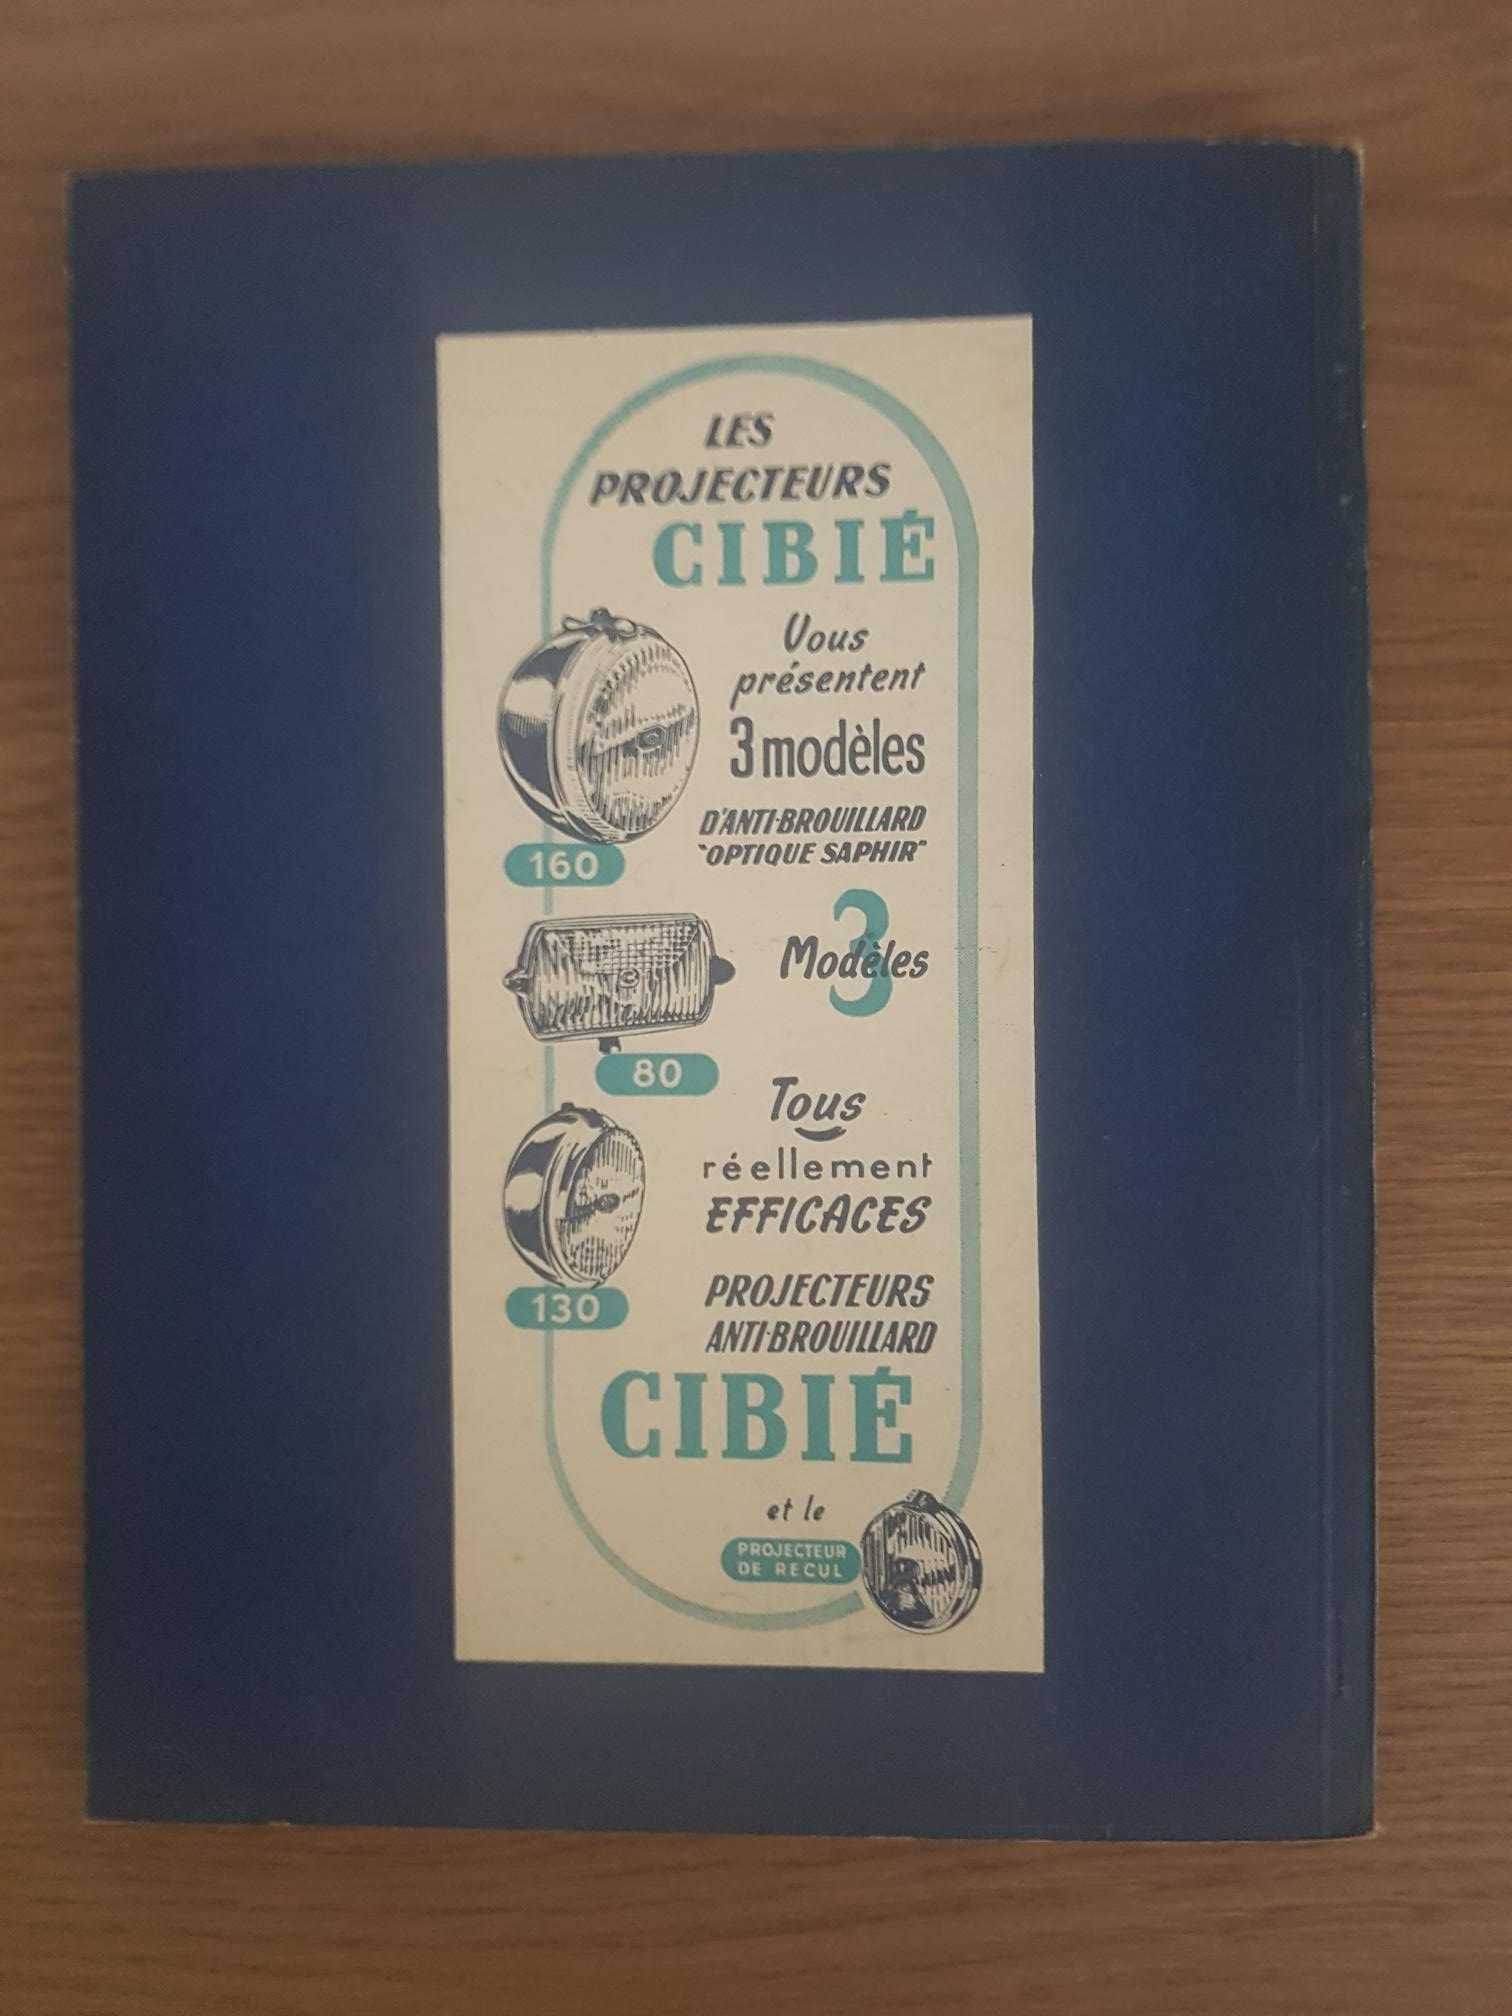 LES
PROJECTEURS
CIBIÉ
Vous
présentent
3 modèles
D'ANTI-BROUILLARD
"OPTIQUE SAPHIR"
160
3
Modèles
80
Tous
réellement
EFFICACES
130
PROJECTEURS
ANTI-BROUILLARD
CIBIÉ
et le
PROJECTEUR
DE RECUL